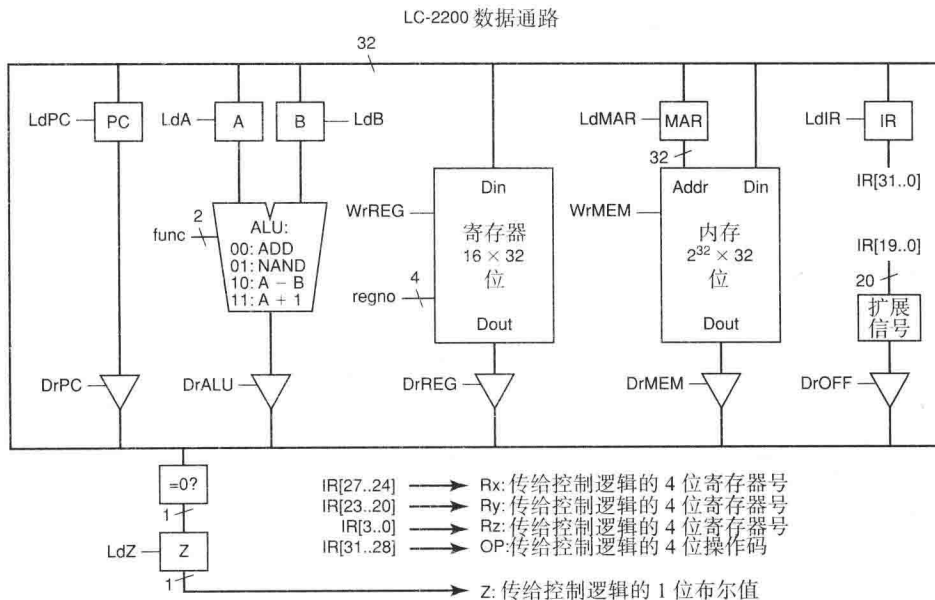 LC-2200 数据通路
32
LdPC
PC
LdA
A
B
LdB
LdMAR
MAR
LdIR
IR
32
IR[31..0]
Din
Addr
Din
WrREG
WrMEM
func
2
ALU:
00: ADD
01: NAND
10: A − B
11: A + 1
寄存器
16 × 32
位
内存
2³² × 32
位
IR[19..0]
regno
4
20
扩展
信号
Dout
Dout
DrPC
DrALU
DrREG
DrMEM
DrOFF
=0?
1
LdZ
Z
1
IR[27..24]
Rx: 传给控制逻辑的 4 位寄存器号
IR[23..20]
Ry: 传给控制逻辑的 4 位寄存器号
IR[3..0]
Rz: 传给控制逻辑的 4 位寄存器号
IR[31..28]
OP: 传给控制逻辑的 4 位操作码
Z: 传给控制逻辑的 1 位布尔值